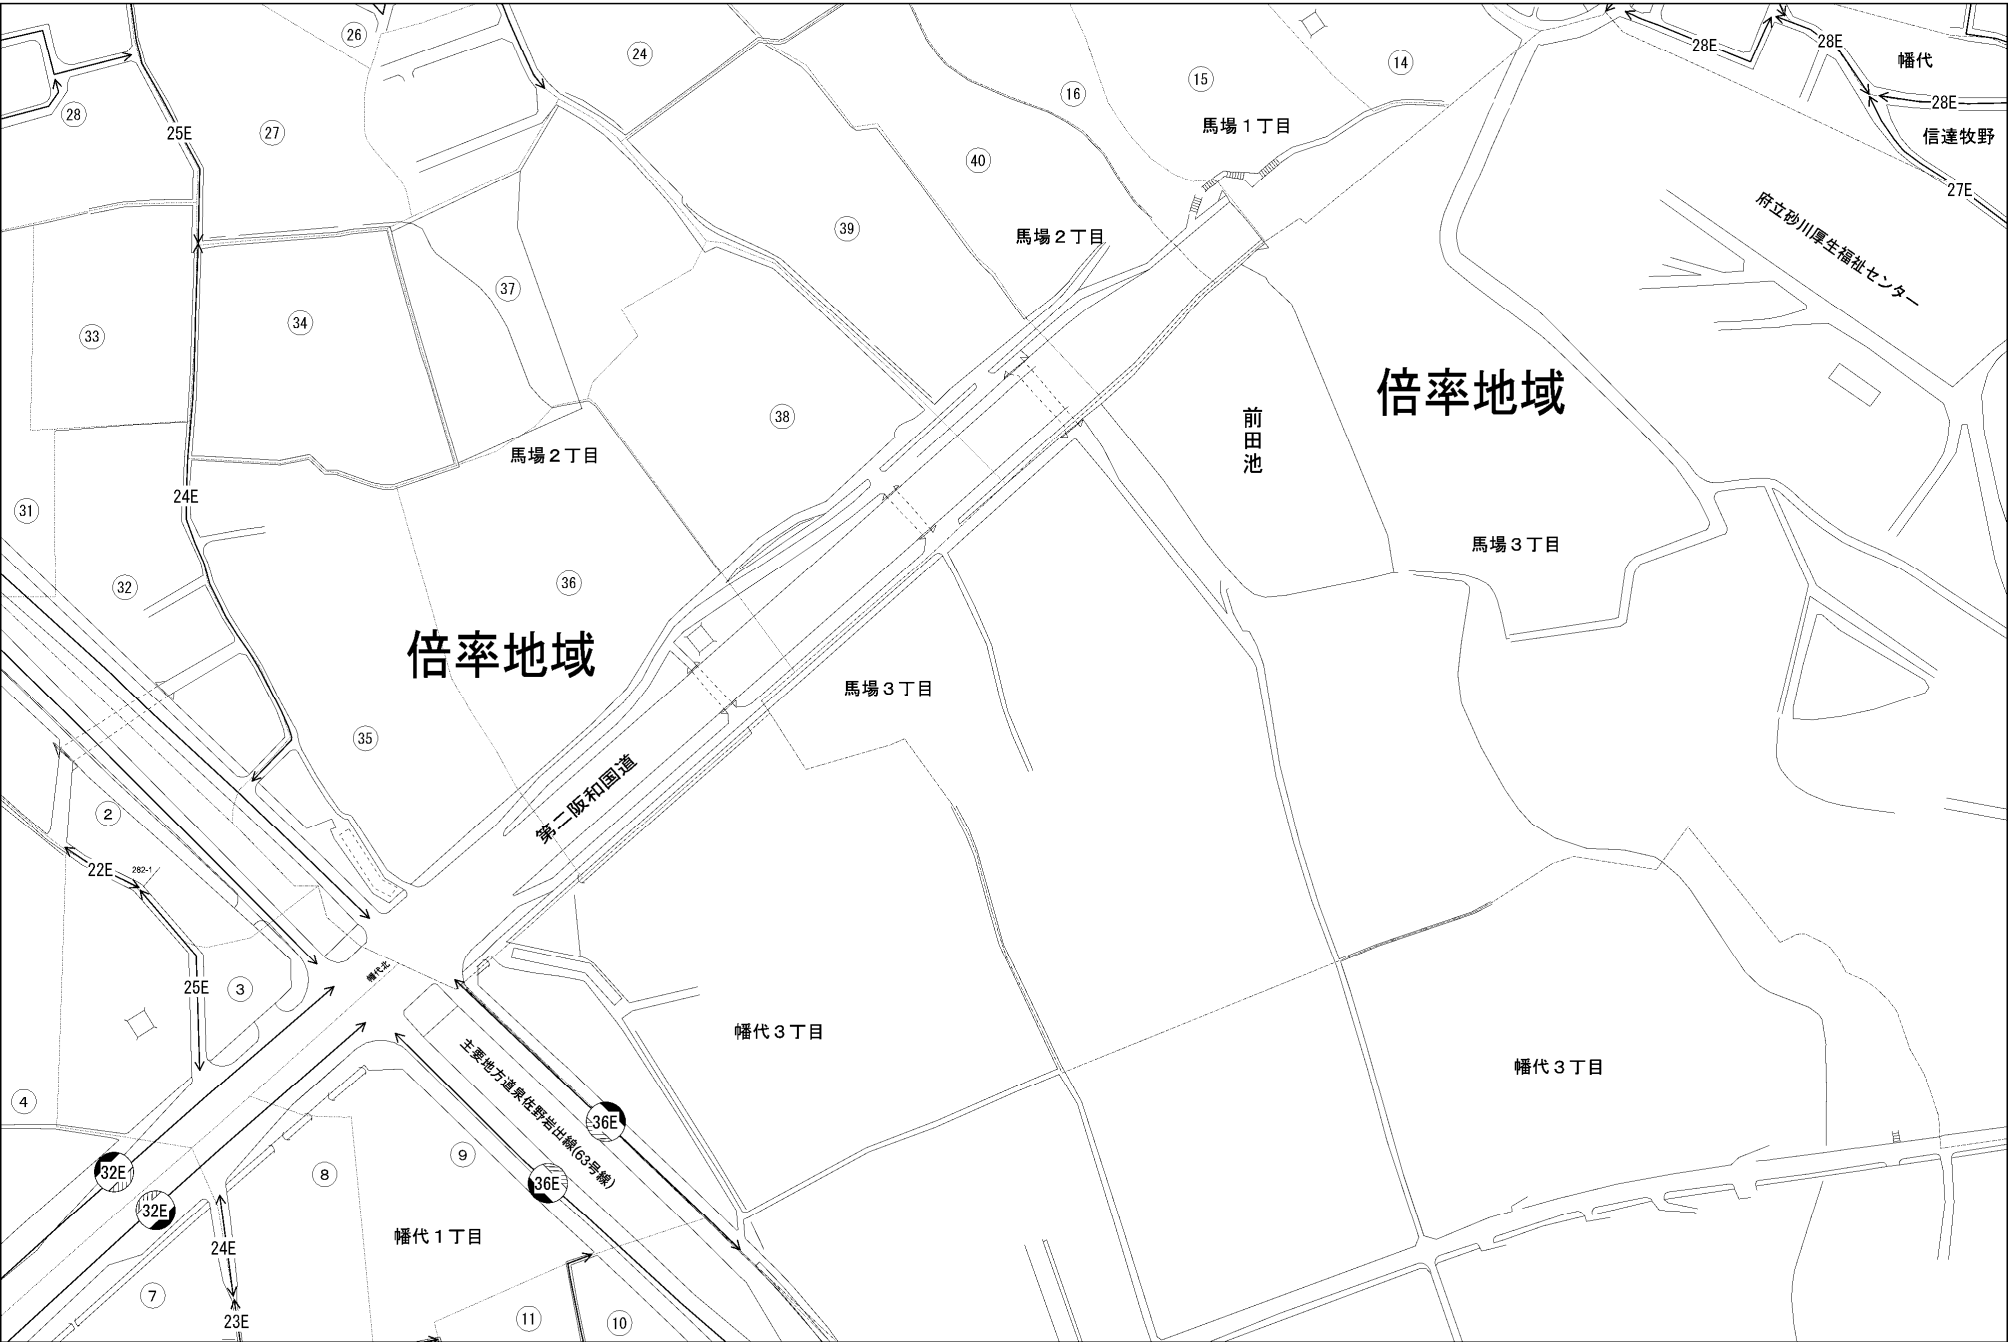 26
24
14
28E
28E
幡代
15
16
28E
28
25E
27
馬場１丁目
信達牧野
40
27E
府立砂川厚生福祉センター
39
馬場２丁目
37
34
33
倍率地域
38
前田池
馬場２丁目
24E
31
馬場３丁目
36
32
倍率地域
馬場３丁目
35
第二阪和国道
2
22E
282-1
幡代北
25E
3
幡代３丁目
主要地方道泉佐野岩出線(63号線)
幡代３丁目
4
36E
9
32E
8
36E
32E
幡代１丁目
24E
7
23E
11
10